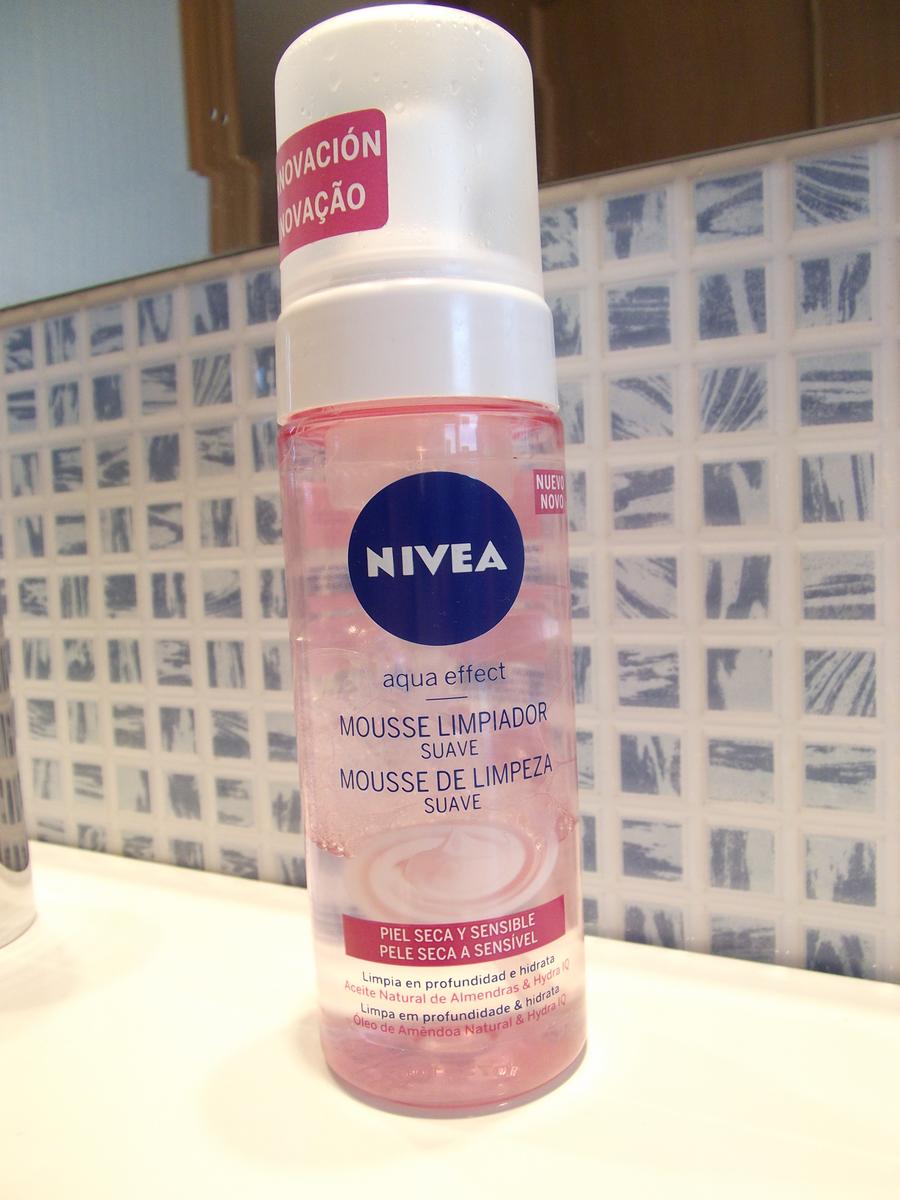 NOVACIÓN
NOVAÇÃO
NUEVO
NOVO
NIVEA
aqua effect
MOUSSE LIMPIADOR
SUAVE
MOUSSE DE LIMPEZA
SUAVE
PIEL SECA Y SENSIBLE
PELE SECA A SENSÍVEL
Limpia en profundidad e hidrata
Aceite Natural de Almendras & Hydra IQ
Limpa em profundidade & hidrata
Óleo de Amêndoa Natural & Hydra IQ